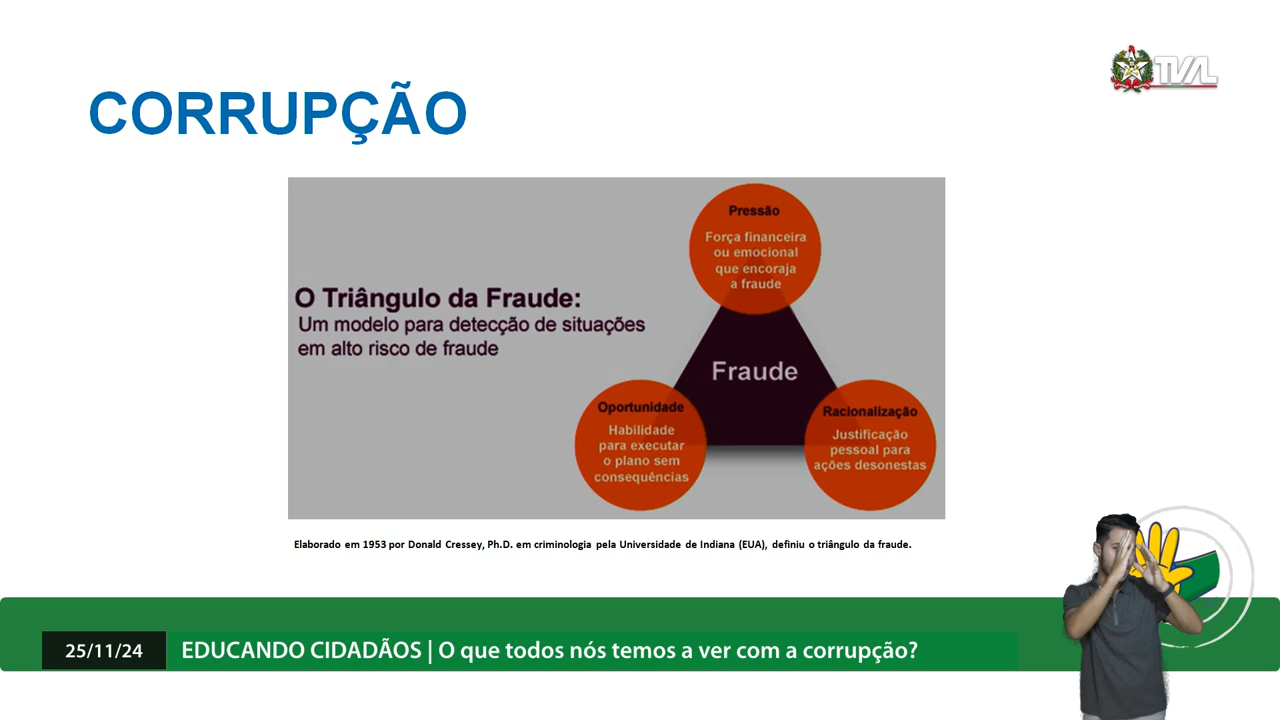 TVAL
CORRUPÇÃO
O Triângulo da Fraude:
Um modelo para detecção de situações
em alto risco de fraude
Pressão
Força financeira
ou emocional
que encoraja
a fraude
Fraude
Oportunidade
Habilidade
para executar
o plano sem
consequências
Racionalização
Justificação
pessoal para
ações desonestas
Elaborado em 1953 por Donald Cressey, Ph.D. em criminologia pela Universidade de Indiana (EUA), definiu o triângulo da fraude.
25/11/24
EDUCANDO CIDADÃOS | O que todos nós temos a ver com a corrupção?